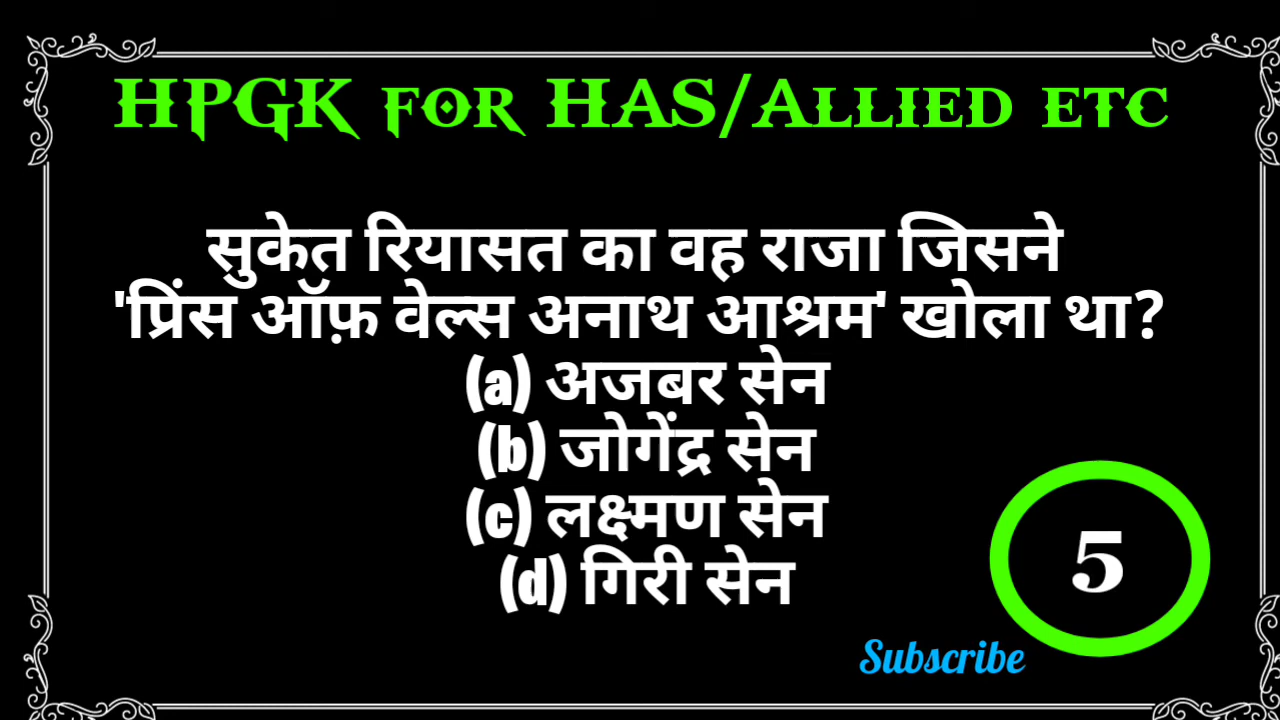 HPGK for HAS/Allied etc
सुकेत रियासत का वह राजा जिसने
'प्रिंस ऑफ़ वेल्स अनाथ आश्रम' खोला था?
(a) अजबर सेन
(b) जोगेंद्र सेन
(c) लक्ष्मण सेन
(d) गिरी सेन
5
Subscribe